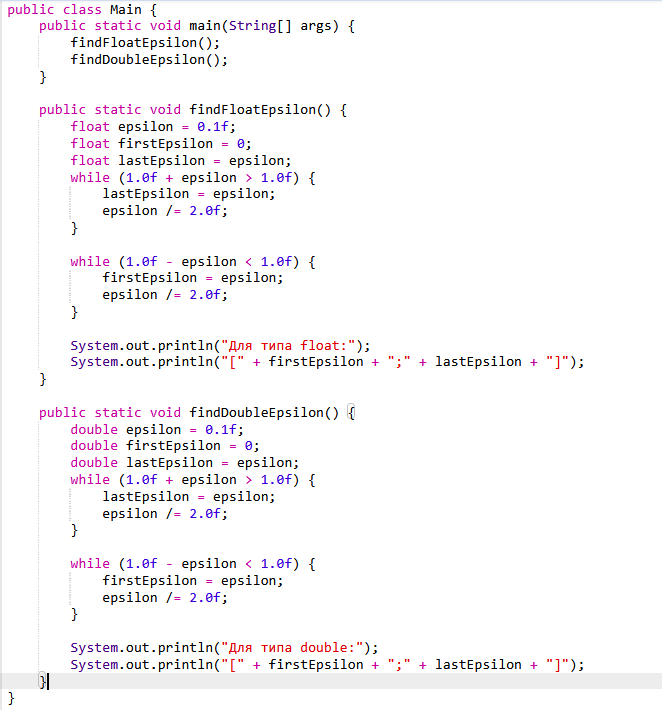 public class Main {
    public static void main(String[] args) {
        findFloatEpsilon();
        findDoubleEpsilon();
    }

    public static void findFloatEpsilon() {
        float epsilon = 0.1f;
        float firstEpsilon = 0;
        float lastEpsilon = epsilon;
        while (1.0f + epsilon > 1.0f) {
            lastEpsilon = epsilon;
            epsilon /= 2.0f;
        }

        while (1.0f - epsilon < 1.0f) {
            firstEpsilon = epsilon;
            epsilon /= 2.0f;
        }

        System.out.println("Для типа float:");
        System.out.println("[" + firstEpsilon + ";" + lastEpsilon + "]");
    }

    public static void findDoubleEpsilon() {
        double epsilon = 0.1f;
        double firstEpsilon = 0;
        double lastEpsilon = epsilon;
        while (1.0f + epsilon > 1.0f) {
            lastEpsilon = epsilon;
            epsilon /= 2.0f;
        }

        while (1.0f - epsilon < 1.0f) {
            firstEpsilon = epsilon;
            epsilon /= 2.0f;
        }

        System.out.println("Для типа double:");
        System.out.println("[" + firstEpsilon + ";" + lastEpsilon + "]");
    }
}